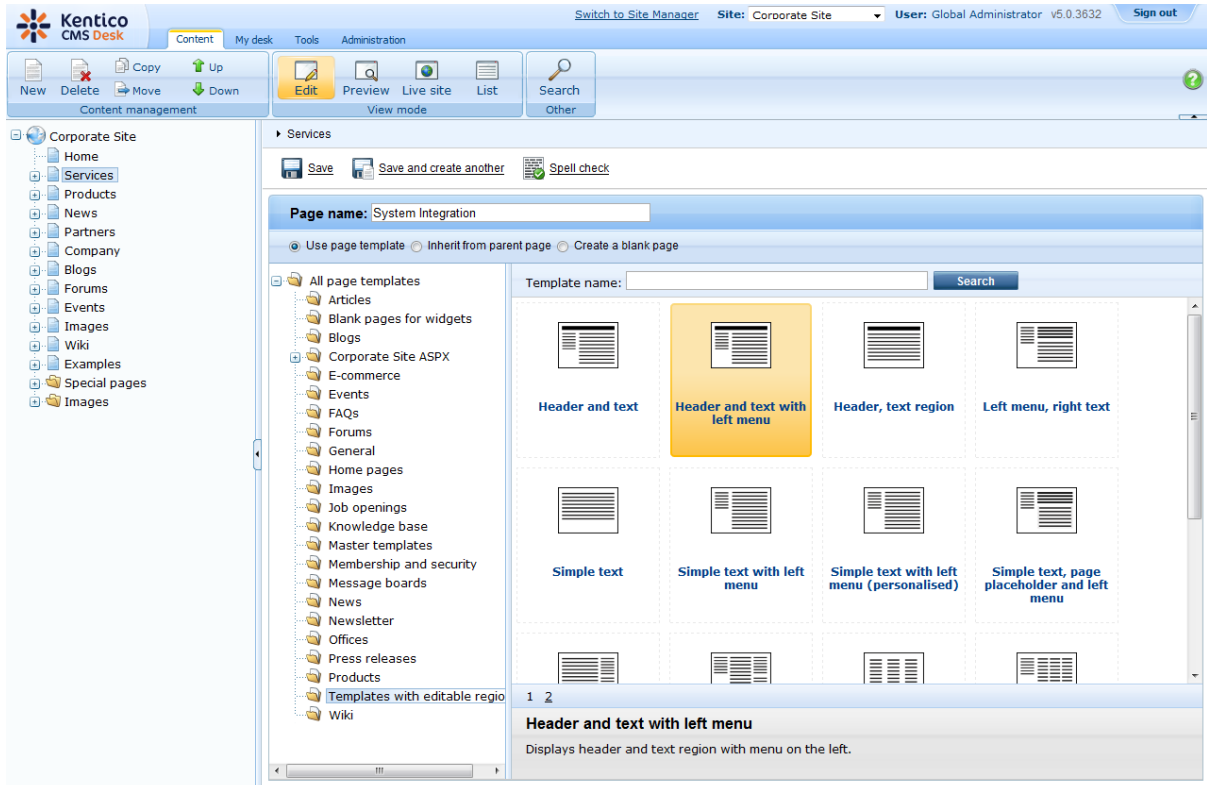 Kentico
CMS Desk
Switch to Site Manager Site: Corporate Site User: Global Administrator v5.0.3632 Sign out
Content My desk Tools Administration
New Delete Copy Move Up Down
Content management
Edit Preview Live site List
View mode
Search
Other
Corporate Site
Home
Services
Products
News
Partners
Company
Blogs
Forums
Events
Images
Wiki
Examples
Special pages
Images
Services
Save Save and create another Spell check
Page name: System Integration
Use page template Inherit from parent page Create a blank page
All page templates
Articles
Blank pages for widgets
Blogs
Corporate Site ASPX
E-commerce
Events
FAQs
Forums
General
Home pages
Images
Job openings
Knowledge base
Master templates
Membership and security
Message boards
News
Newsletter
Offices
Press releases
Products
Templates with editable regio
Wiki
Template name: Search
Header and text
Header and text with
left menu
Header, text region
Left menu, right text
Simple text
Simple text with left
menu
Simple text with left
menu (personalised)
Simple text, page
placeholder and left
menu
1 2
Header and text with left menu
Displays header and text region with menu on the left.